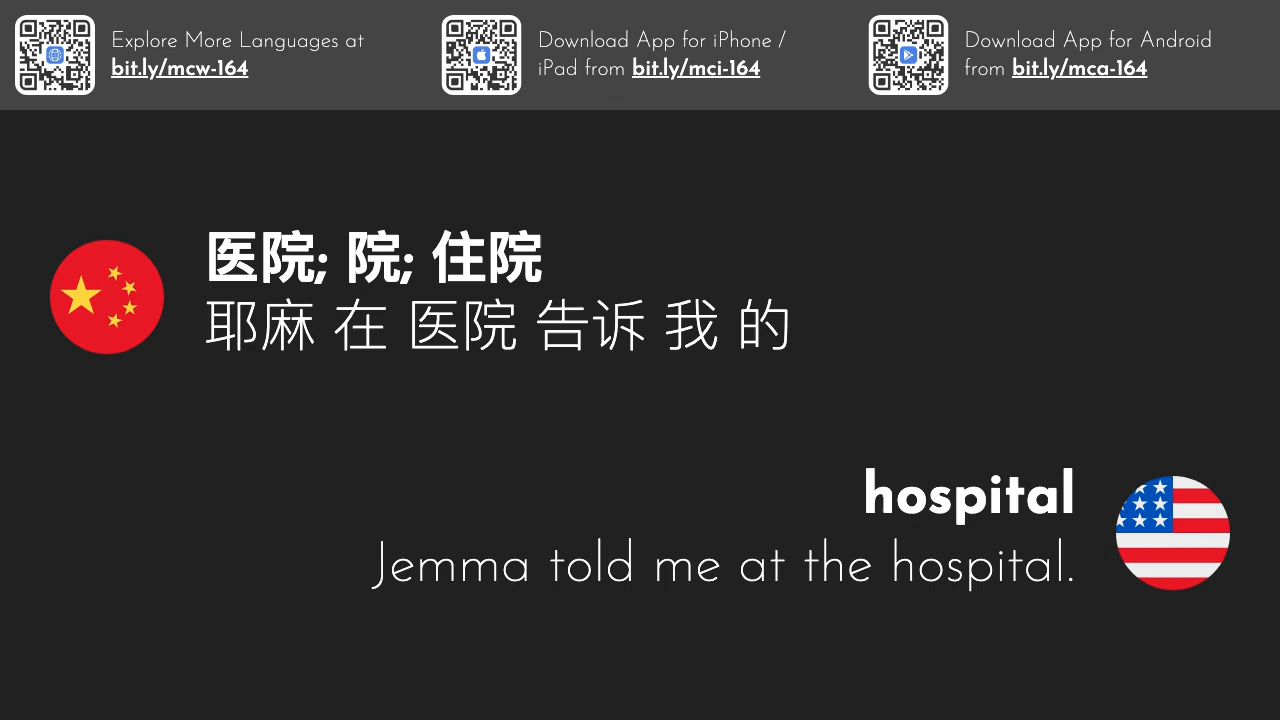 Explore More Languages at
bit.ly/mcw-164
Download App for iPhone /
iPad from bit.ly/mci-164
Download App for Android
from bit.ly/mca-164
医院; 院; 住院
耶麻 在 医院 告诉 我 的
hospital
Jemma told me at the hospital.